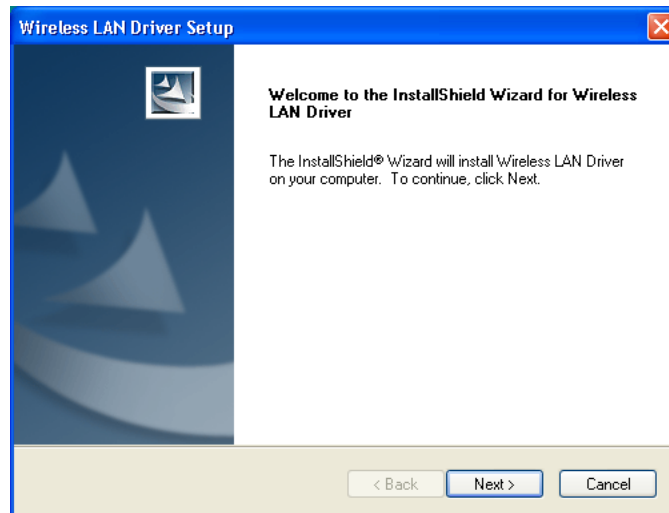 Wireless LAN Driver Setup
Welcome to the InstallShield Wizard for Wireless
LAN Driver
The InstallShield® Wizard will install Wireless LAN Driver
on your computer.  To continue, click Next.
< Back
Next >
Cancel